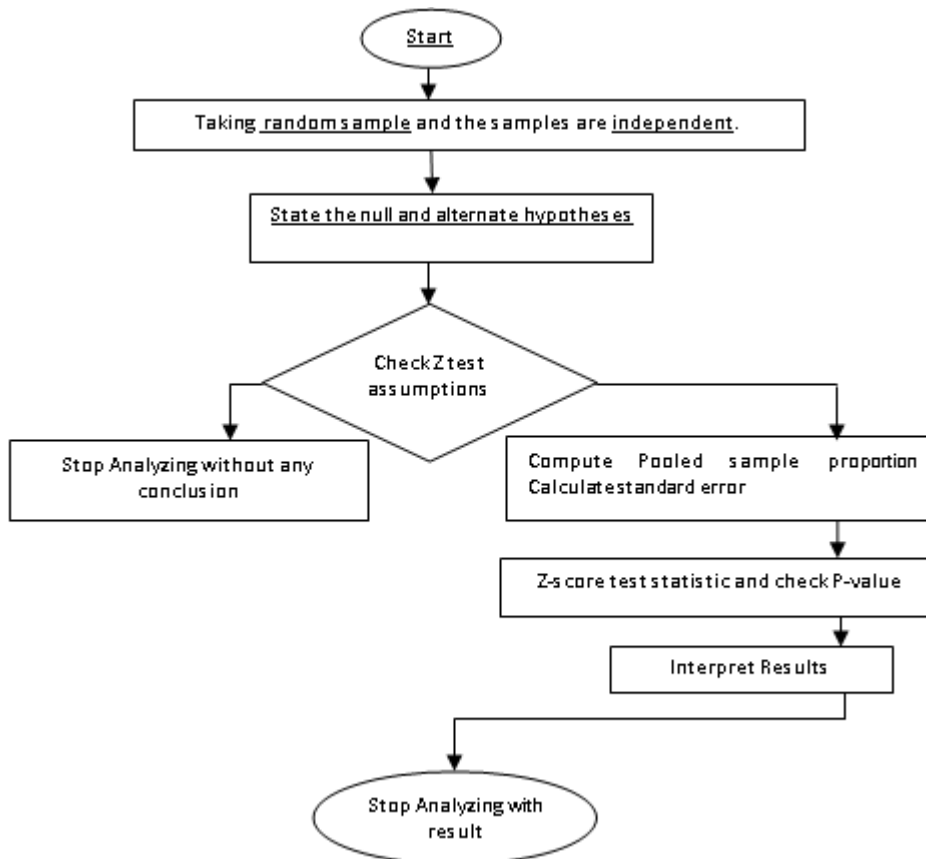 Start
Taking random sample and the samples are independent.
State the null and alternate hypotheses
Check Z test
assumptions
Stop Analyzing without any
conclusion
Compute Pooled sample proportion
Calculate standard error
Z-score test statistic and check P-value
Interpret Results
Stop Analyzing with
result